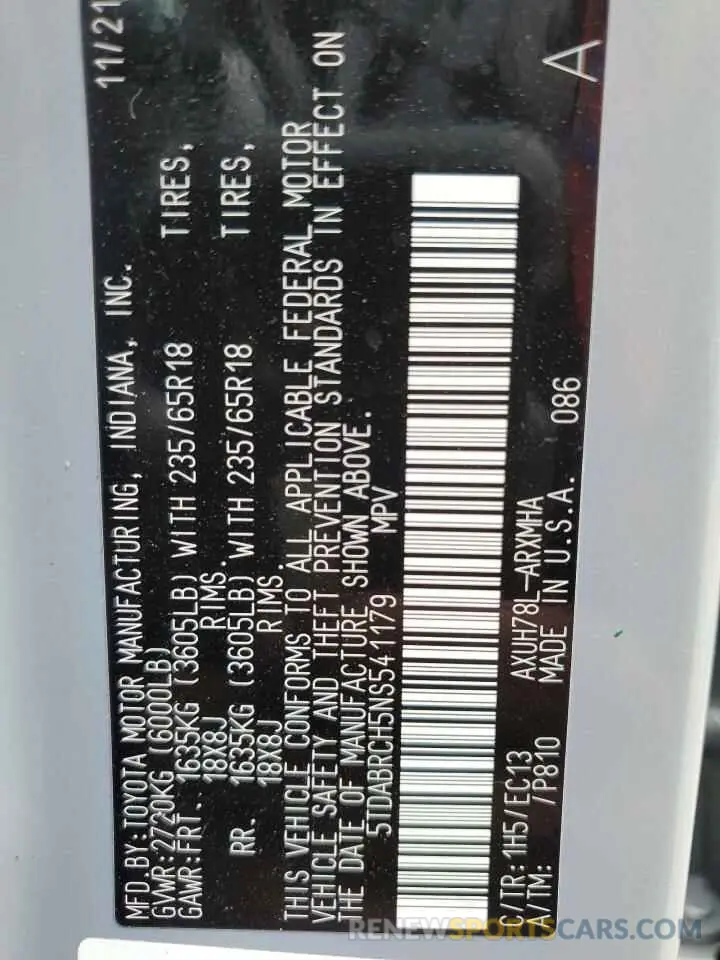 MFD.BY:TOYOTA MOTOR MANUFACTURING, INDIANA, INC. 11/21
GVWR:2720KG (6000LB)
GAWR:FRT. 1635KG (3605LB) WITH 235/65R18 TIRES,
18X8J RIMS.
RR. 1635KG (3605LB) WITH 235/65R18 TIRES,
18X8J RIMS.
THIS VEHICLE CONFORMS TO ALL APPLICABLE FEDERAL MOTOR
VEHICLE SAFETY AND THEFT PREVENTION STANDARDS IN EFFECT ON
THE DATE OF MANUFACTURE SHOWN ABOVE.
5TDABRCH5NS541179 MPV
C/TR:1H5/EC13 AXUH78L-ARXMHA 086
A/TM: /P810 MADE IN U.S.A. A
RENEWSPORTSCARS.COM